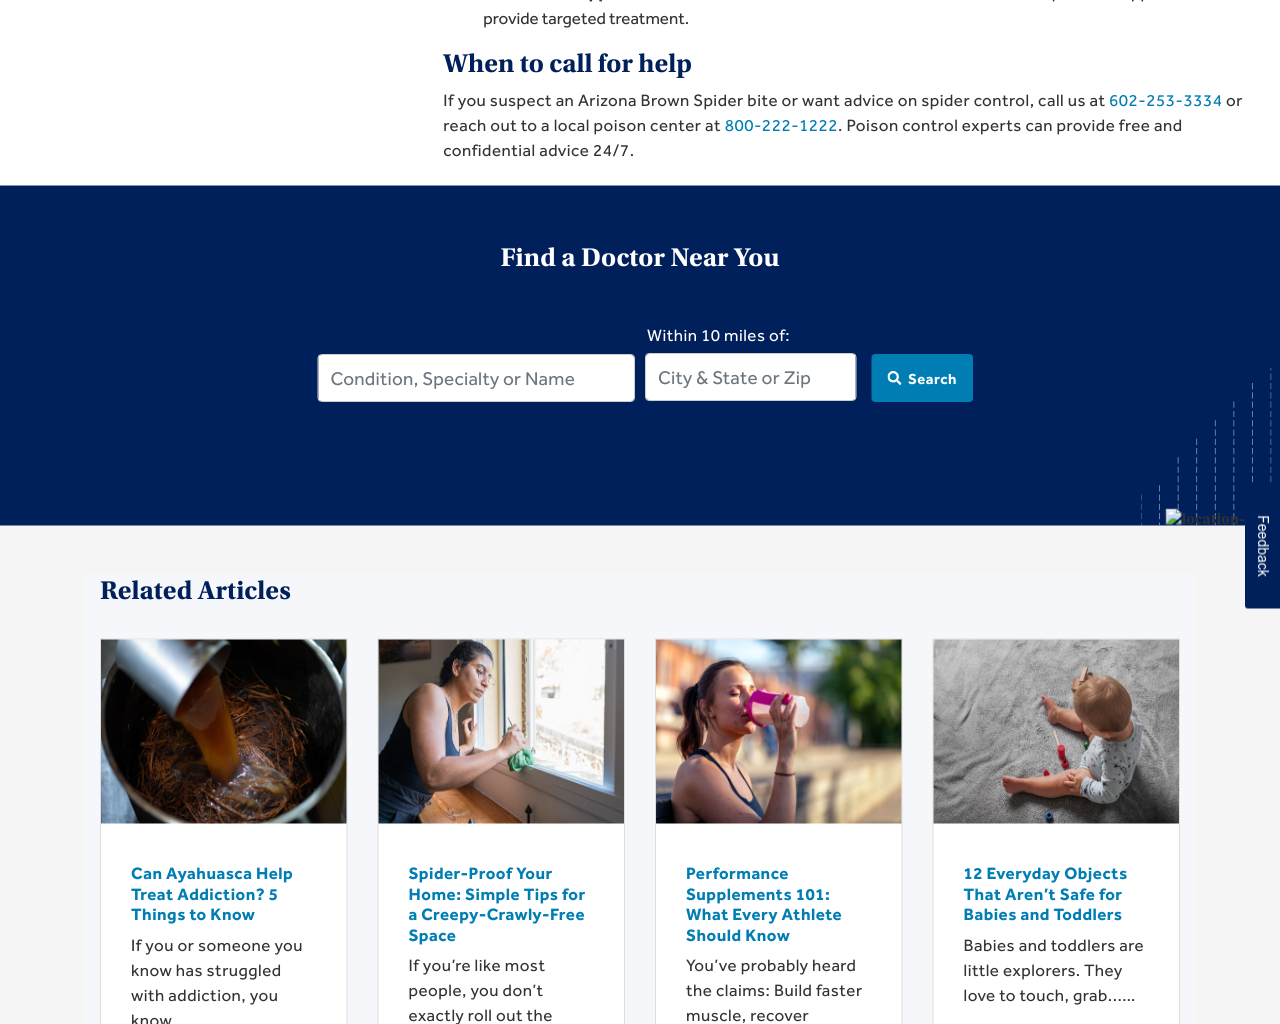 provide targeted treatment.
When to call for help
If you suspect an Arizona Brown Spider bite or want advice on spider control, call us at 602-253-3334 or
reach out to a local poison center at 800-222-1222. Poison control experts can provide free and
confidential advice 24/7.
Find a Doctor Near You
Within 10 miles of:
Condition, Specialty or Name
City & State or Zip
Search
location-
Feedback
Related Articles
Can Ayahuasca Help
Treat Addiction? 5
Things to Know
If you or someone you
know has struggled
with addiction, you
know
Spider-Proof Your
Home: Simple Tips for
a Creepy-Crawly-Free
Space
If you’re like most
people, you don’t
exactly roll out the
Performance
Supplements 101:
What Every Athlete
Should Know
You’ve probably heard
the claims: Build faster
muscle, recover
12 Everyday Objects
That Aren’t Safe for
Babies and Toddlers
Babies and toddlers are
little explorers. They
love to touch, grab......